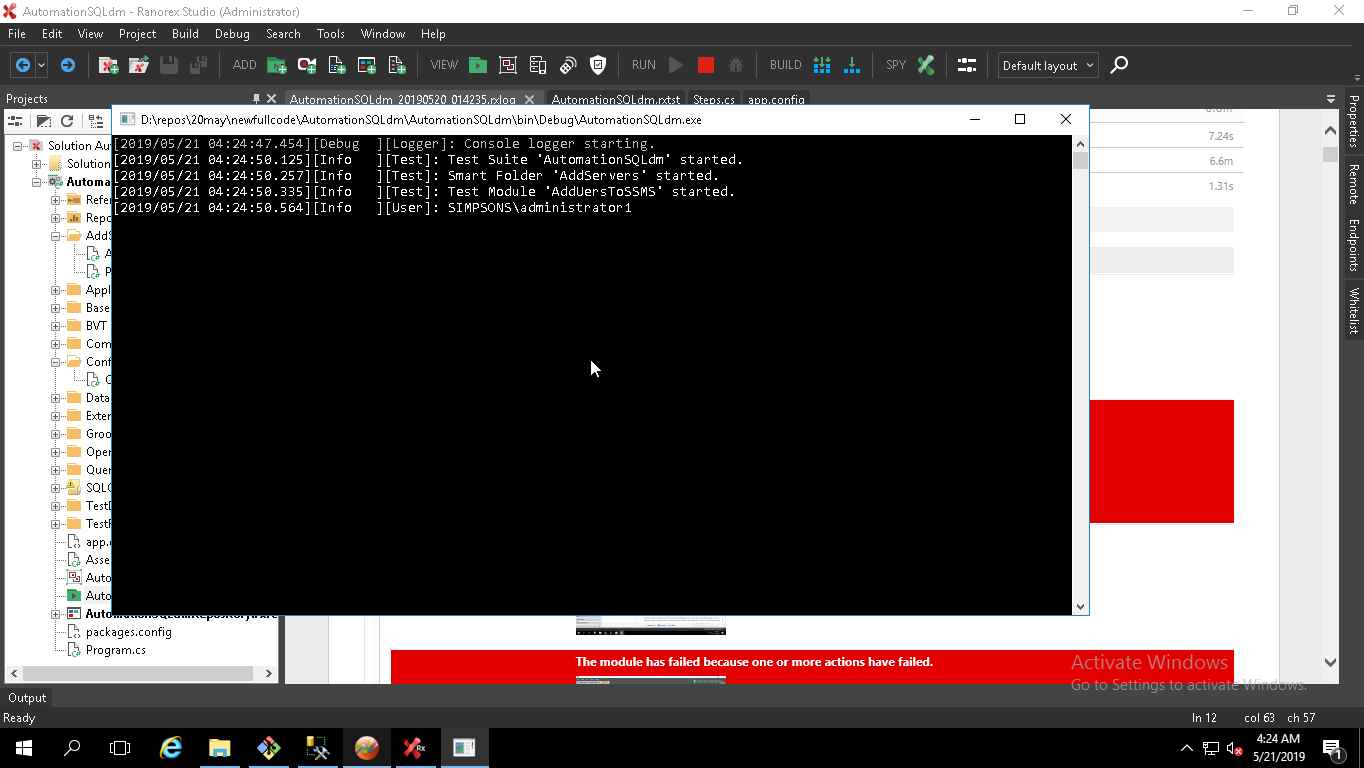 AutomationSQLdm - Ranorex Studio (Administrator)
File Edit View Project Build Debug Search Tools Window Help
ADD VIEW RUN BUILD SPY Default layout
Projects
AutomationSQLdm_20190520_014235.rxlog AutomationSQLdm.rxtst Steps.cs app.config
D:\repos\20may\newfullcode\AutomationSQLdm\AutomationSQLdm\bin\Debug\AutomationSQLdm.exe
[2019/05/21 04:24:47.454][Debug ][Logger]: Console logger starting.
[2019/05/21 04:24:50.125][Info ][Test]: Test Suite 'AutomationSQLdm' started.
[2019/05/21 04:24:50.257][Info ][Test]: Smart Folder 'AddServers' started.
[2019/05/21 04:24:50.335][Info ][Test]: Test Module 'AddUersToSSMS' started.
[2019/05/21 04:24:50.564][Info ][User]: SIMPSONS\administrator1
Solution Au
Solution
Automa
Refer
Repo
AddS
A
P
Appl
Base
BVT
Com
Conf
C
Data
Exter
Groo
Oper
Quer
SQLC
TestD
TestF
app.c
Asse
Auto
Auto
packages.config
Program.cs
7.24s
6.6m
1.31s
Properties
Remote
Endpoints
Whitelist
The module has failed because one or more actions have failed.
Activate Windows
Go to Settings to activate Windows.
Output
Ready
ln 12 col 63 ch 57
Rx
4:24 AM
5/21/2019
1